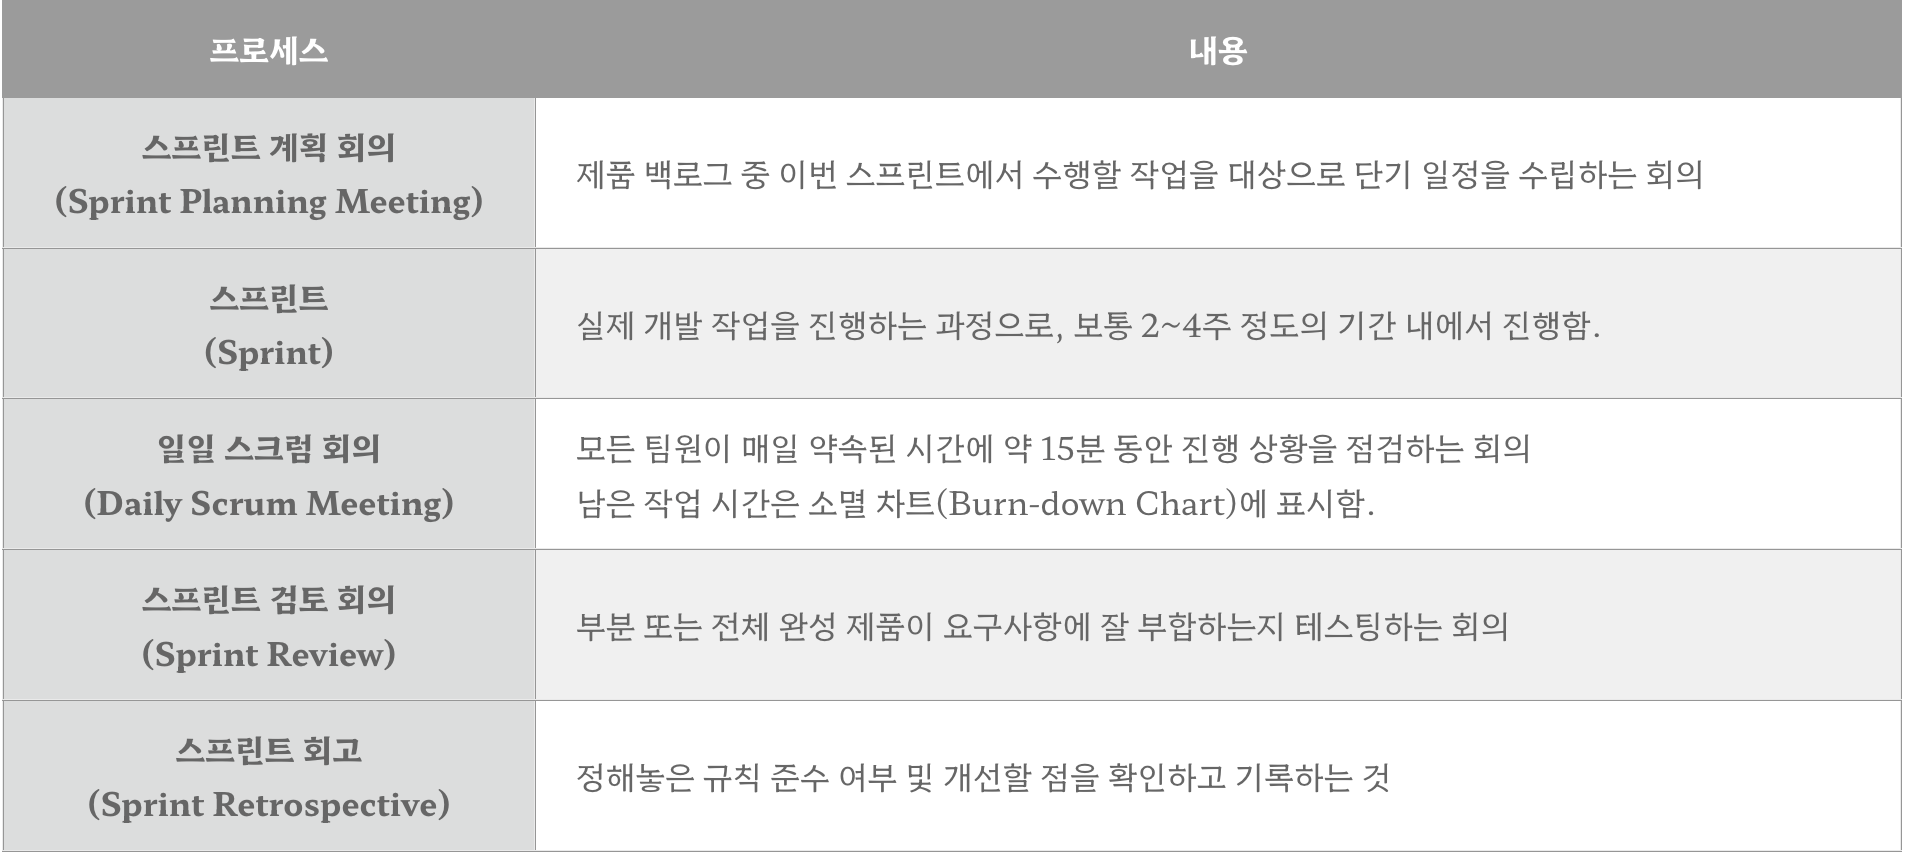 프로세스
내용
스프린트 계획 회의
(Sprint Planning Meeting)
제품 백로그 중 이번 스프린트에서 수행할 작업을 대상으로 단기 일정을 수립하는 회의
스프린트
(Sprint)
실제 개발 작업을 진행하는 과정으로, 보통 2~4주 정도의 기간 내에서 진행함.
일일 스크럼 회의
(Daily Scrum Meeting)
모든 팀원이 매일 약속된 시간에 약 15분 동안 진행 상황을 점검하는 회의
남은 작업 시간은 소멸 차트(Burn-down Chart)에 표시함.
스프린트 검토 회의
(Sprint Review)
부분 또는 전체 완성 제품이 요구사항에 잘 부합하는지 테스팅하는 회의
스프린트 회고
(Sprint Retrospective)
정해놓은 규칙 준수 여부 및 개선할 점을 확인하고 기록하는 것